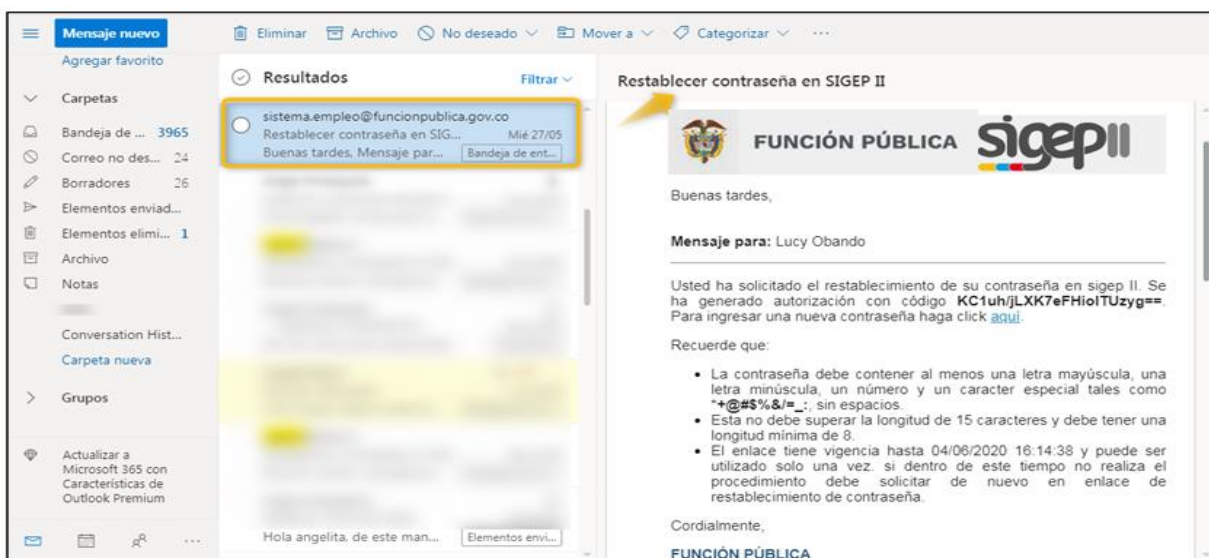 Mensaje nuevo
Eliminar Archivo No deseado Mover a Categorizar ...
Agregar favorito
Carpetas
Bandeja de ... 3965
Correo no des... 24
Borradores 26
Elementos enviad...
Elementos elimi... 1
Archivo
Notas
Conversation Hist...
Carpeta nueva
Grupos
Actualizar a
Microsoft 365 con
Características de
Outlook Premium
...
Resultados Filtrar
sistema.empleo@funcionpublica.gov.co
Restablecer contraseña en SIG... Mié 27/05
Buenas tardes, Mensaje par... Bandeja de ent...
Hola angelita, de este man... Elementos envi...
Restablecer contraseña en SIGEP II
FUNCIÓN PÚBLICA sigepII
Buenas tardes,
Mensaje para: Lucy Obando
Usted ha solicitado el restablecimiento de su contraseña en sigep II. Se
ha generado autorización con código KC1uh/jLXK7eFHiolTUzyg==.
Para ingresar una nueva contraseña haga click aquí.
Recuerde que:
• La contraseña debe contener al menos una letra mayúscula, una
letra minúscula, un número y un caracter especial tales como
*+@#$%&/=_:, sin espacios.
• Esta no debe superar la longitud de 15 caracteres y debe tener una
longitud mínima de 8.
• El enlace tiene vigencia hasta 04/06/2020 16:14:38 y puede ser
utilizado solo una vez. si dentro de este tiempo no realiza el
procedimiento debe solicitar de nuevo en enlace de
restablecimiento de contraseña.
Cordialmente,
FUNCIÓN PÚBLICA